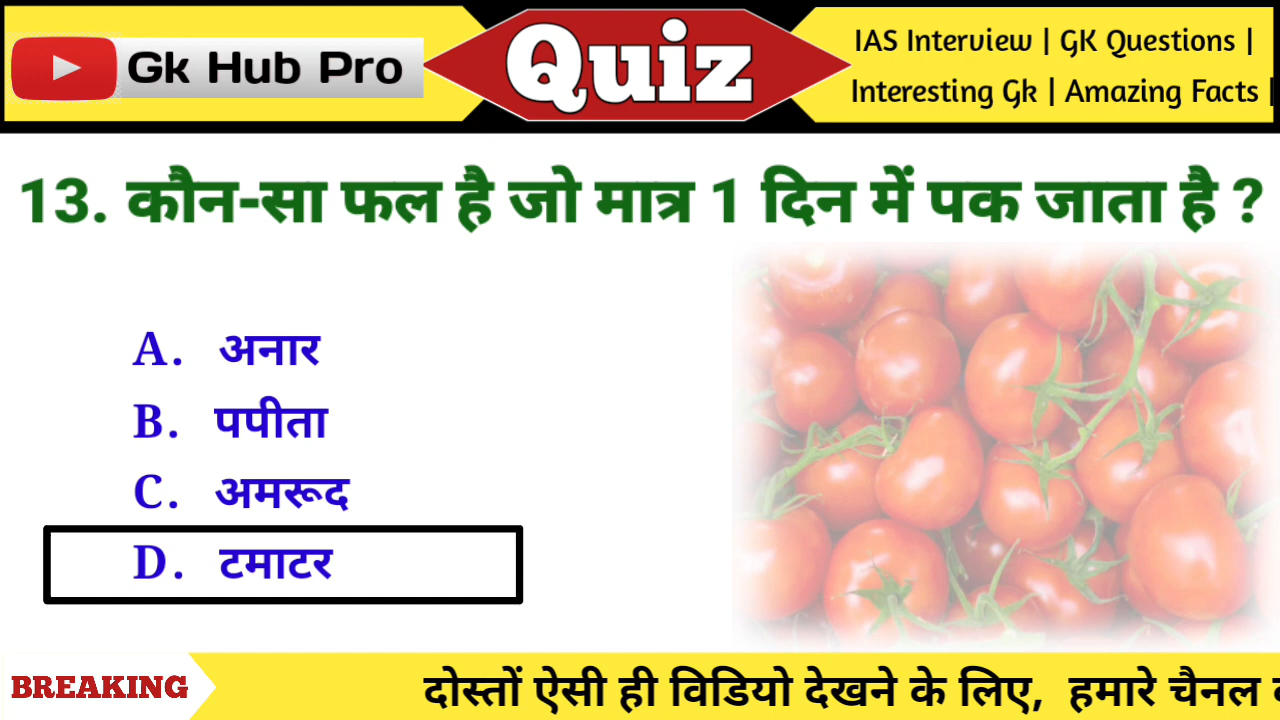 Gk Hub Pro
Quiz
IAS Interview | GK Questions |
Interesting Gk | Amazing Facts |
13. कौन-सा फल है जो मात्र 1 दिन में पक जाता है ?
A. अनार
B. पपीता
C. अमरूद
D. टमाटर
BREAKING
दोस्तों ऐसी ही विडियो देखने के लिए, हमारे चैनल